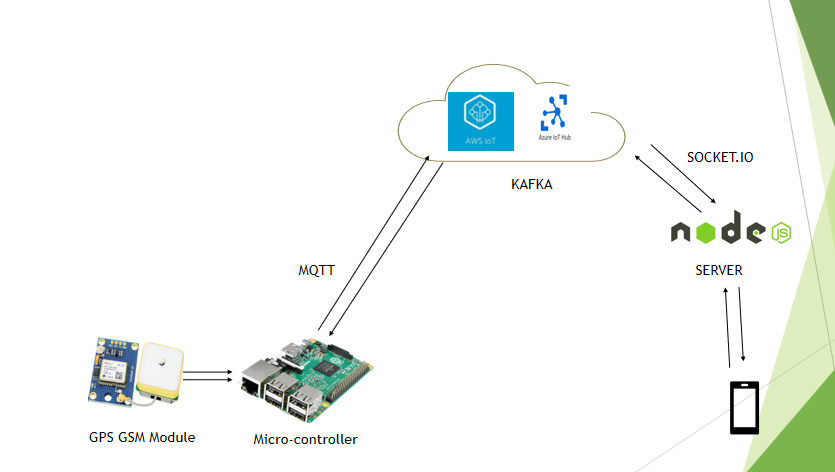 AWS IoT
Azure IoT Hub
SOCKET.IO
KAFKA
node
JS
MQTT
SERVER
GPS GSM Module
Micro-controller